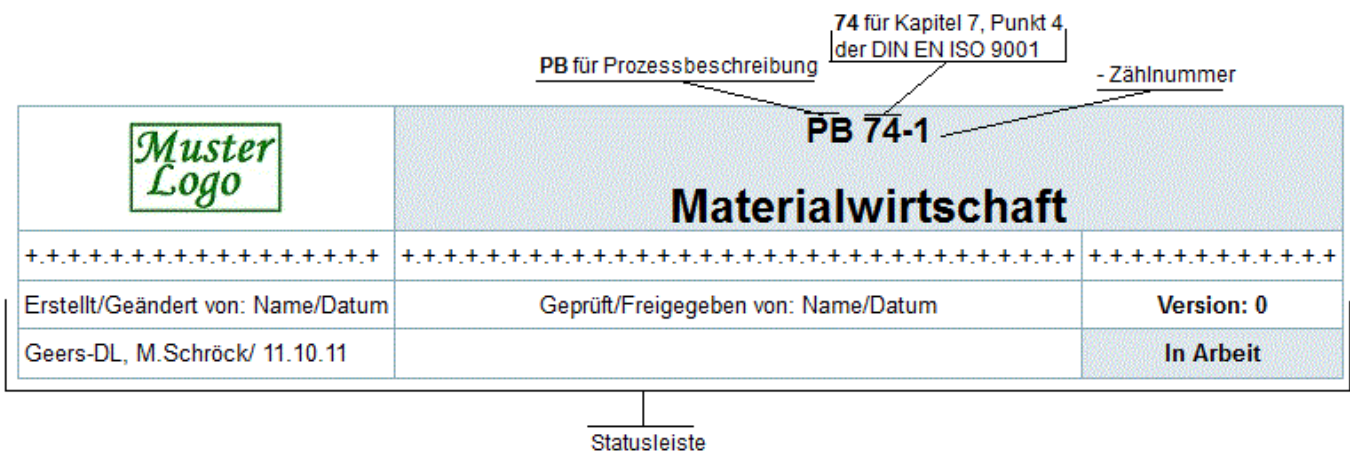 74 für Kapitel 7, Punkt 4
der DIN EN ISO 9001
PB für Prozessbeschreibung
- Zählnummer
Muster
Logo
PB 74-1
Materialwirtschaft
+.+.+.+.+.+.+.+.+.+.+.+.+.+.+.+.+ +.+.+.+.+.+.+.+.+.+.+.+.+.+.+.+.+.+.+.+.+.+.+.+.+.+.+.+.+.+.+.+ +.+.+.+.+.+.+.+.+.+.+.+
Erstellt/Geändert von: Name/Datum Geprüft/Freigegeben von: Name/Datum Version: 0
Geers-DL, M.Schröck/ 11.10.11 In Arbeit
Statusleiste